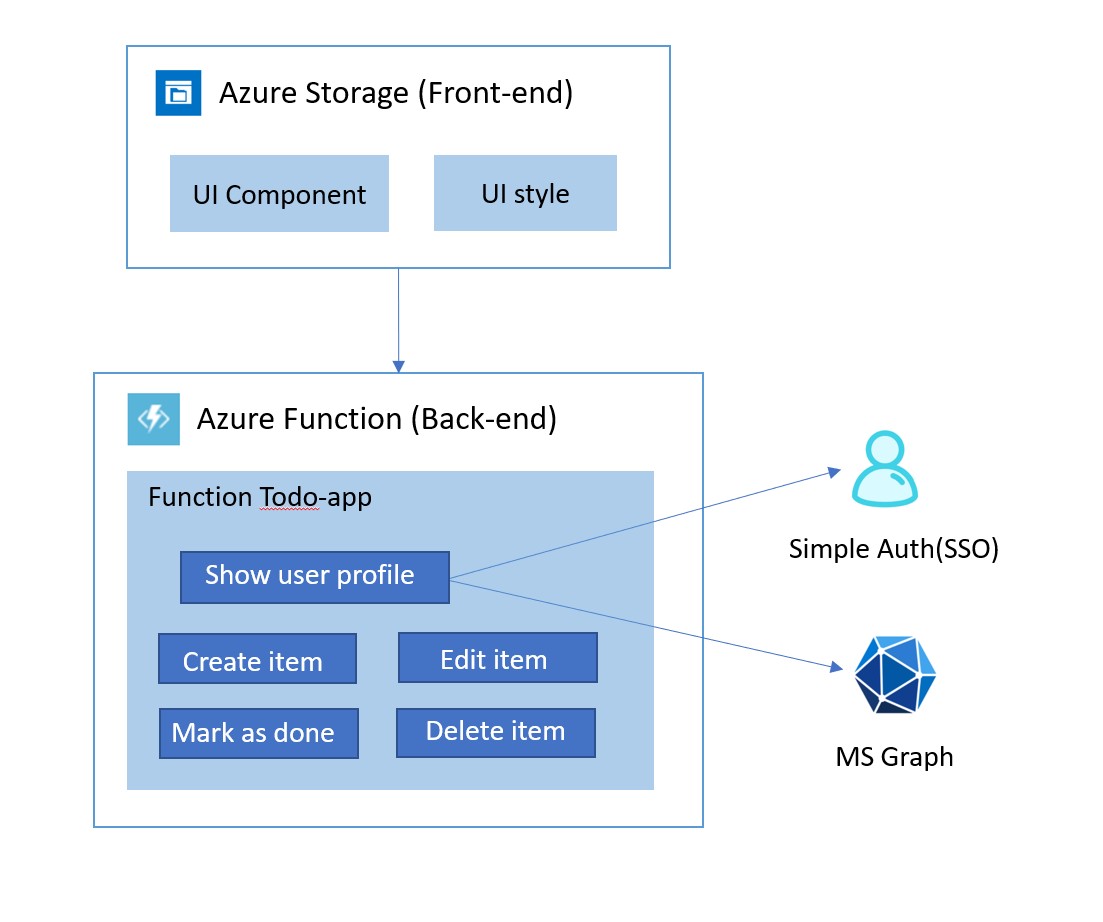 Azure Storage (Front-end)
UI Component
UI style
Azure Function (Back-end)
Function Todo-app
Show user profile
Create item
Edit item
Mark as done
Delete item
Simple Auth(SSO)
MS Graph